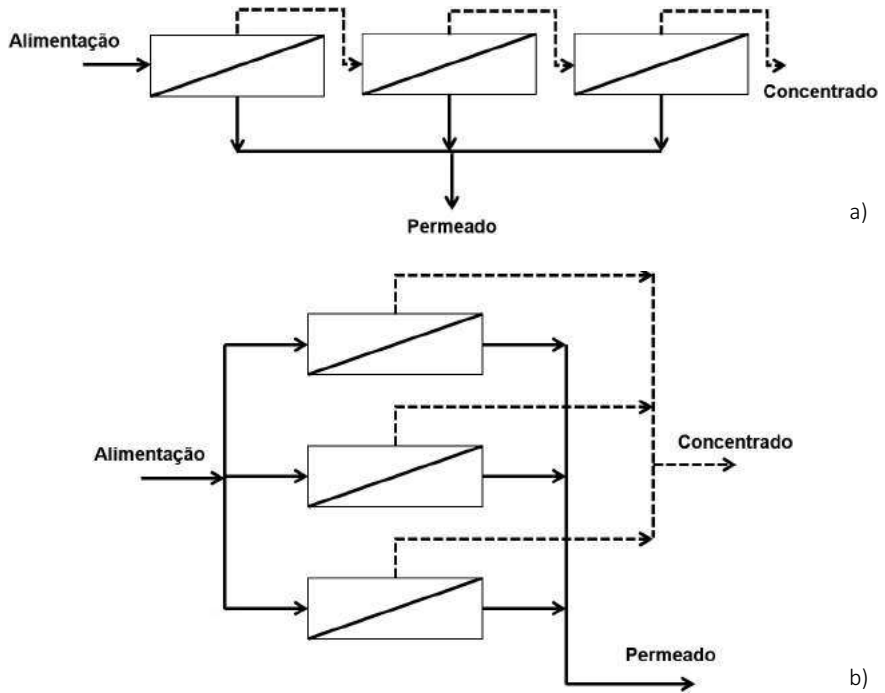 Alimentação
Concentrado
Permeado
a)
Alimentação
Concentrado
Permeado
b)